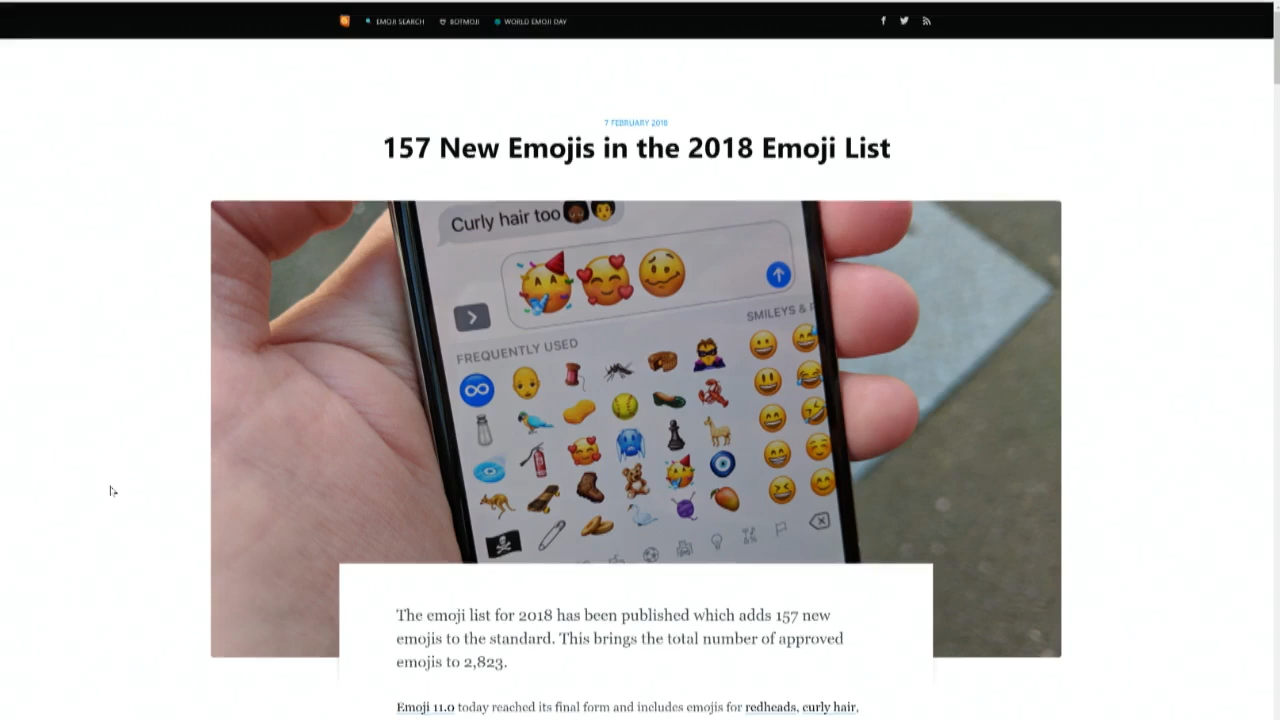 EMOJI SEARCH
BOTMOJI
WORLD EMOJI DAY
7 FEBRUARY 2018
157 New Emojis in the 2018 Emoji List
Curly hair too
SMILEYS & P
FREQUENTLY USED
The emoji list for 2018 has been published which adds 157 new
emojis to the standard. This brings the total number of approved
emojis to 2,823.
Emoji 11.0 today reached its final form and includes emojis for redheads, curly hair,